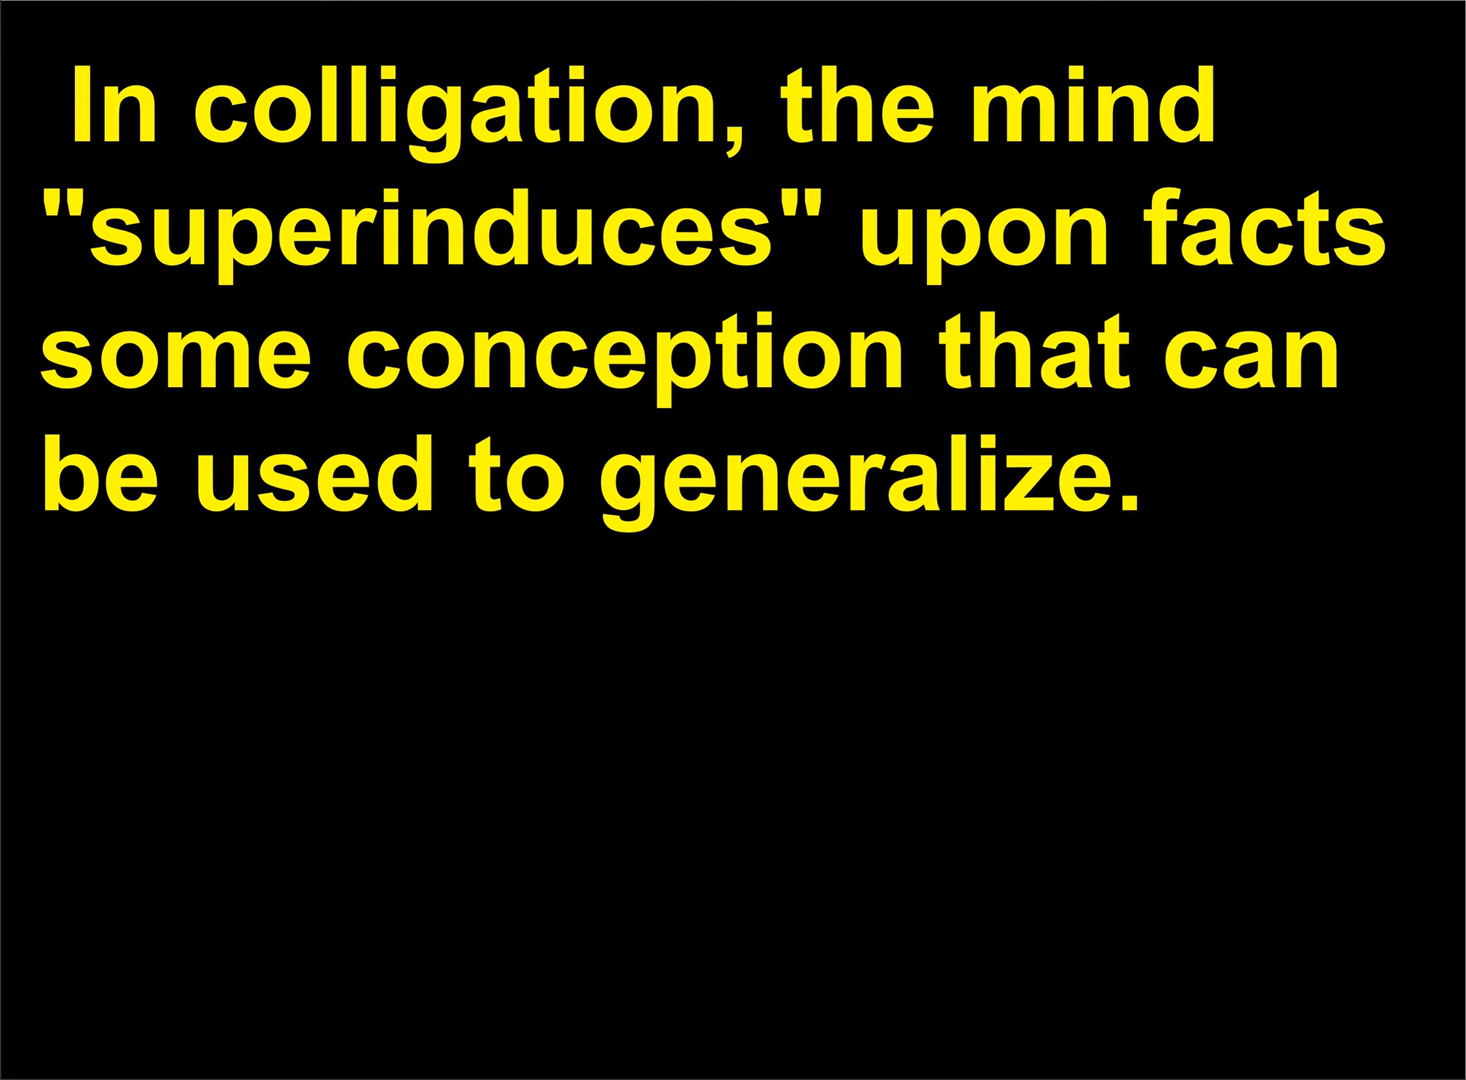 In colligation, the mind
"superinduces" upon facts
some conception that can
be used to generalize.